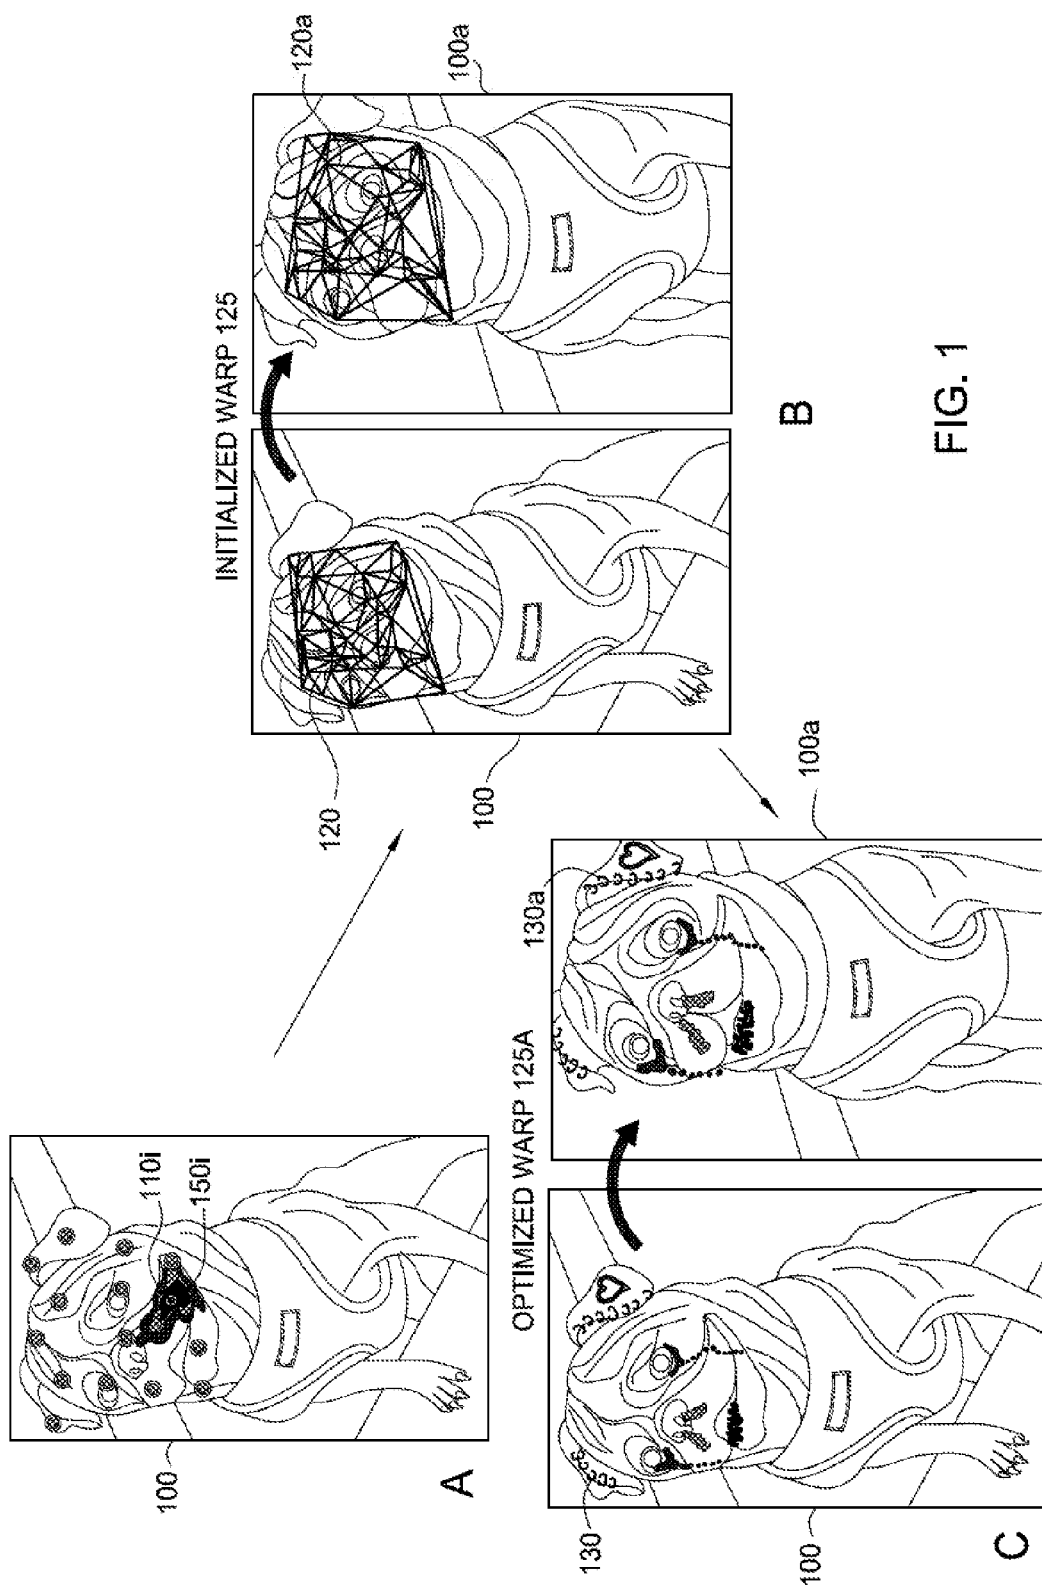 100
110i
150i
A
INITIALIZED WARP 125
120
100
120a
100a
B
OPTIMIZED WARP 125A
130
100
130a
100a
C
FIG. 1